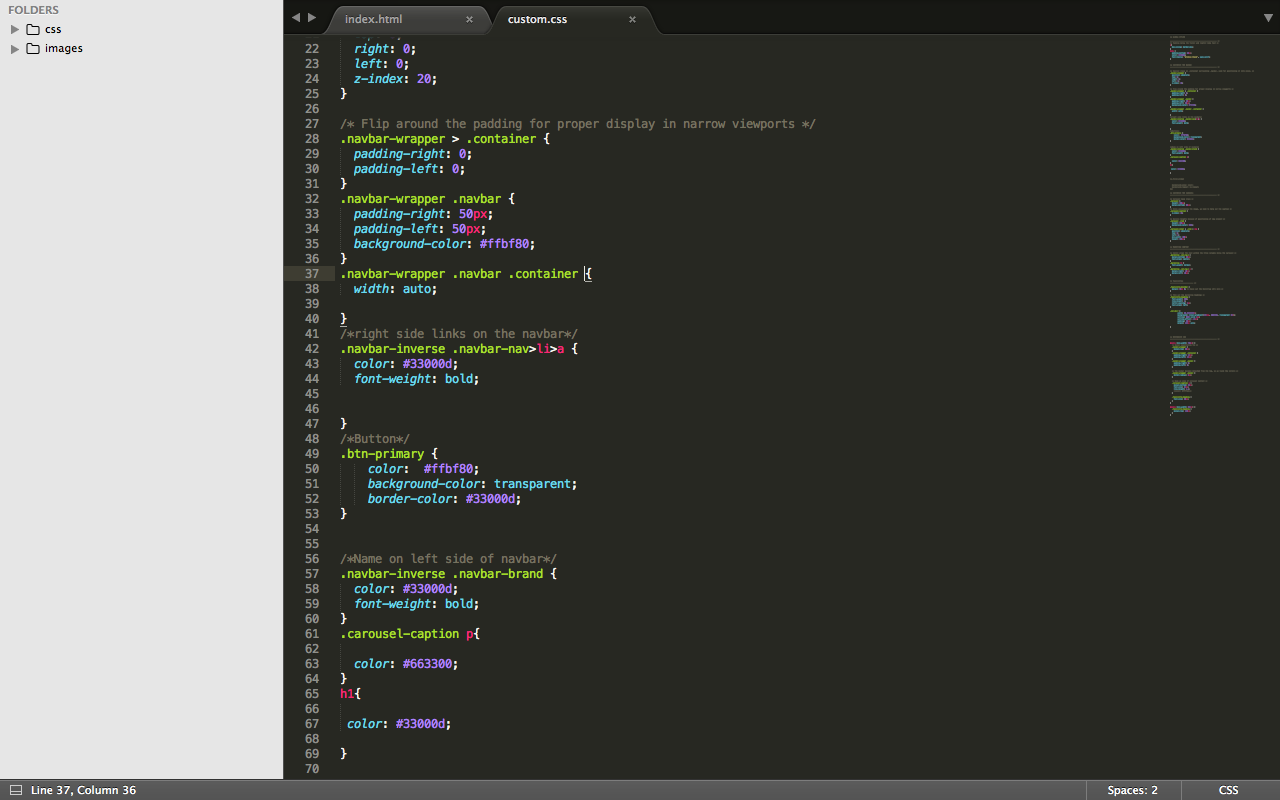 FOLDERS
css
images
index.html ×
custom.css ×
22 right: 0;
23 left: 0;
24 z-index: 20;
25 }
26
27 /* Flip around the padding for proper display in narrow viewports */
28 .navbar-wrapper > .container {
29 padding-right: 0;
30 padding-left: 0;
31 }
32 .navbar-wrapper .navbar {
33 padding-right: 50px;
34 padding-left: 50px;
35 background-color: #ffbf80;
36 }
37 .navbar-wrapper .navbar .container {
38 width: auto;
39
40 }
41 /*right side links on the navbar*/
42 .navbar-inverse .navbar-nav>li>a {
43 color: #33000d;
44 font-weight: bold;
45
46
47 }
48 /*Button*/
49 .btn-primary {
50 color:  #ffbf80;
51 background-color: transparent;
52 border-color: #33000d;
53 }
54
55
56 /*Name on left side of navbar*/
57 .navbar-inverse .navbar-brand {
58 color: #33000d;
59 font-weight: bold;
60 }
61 .carousel-caption p{
62
63 color: #663300;
64 }
65 h1{
66
67 color: #33000d;
68
69 }
70
Line 37, Column 36
Spaces: 2
CSS